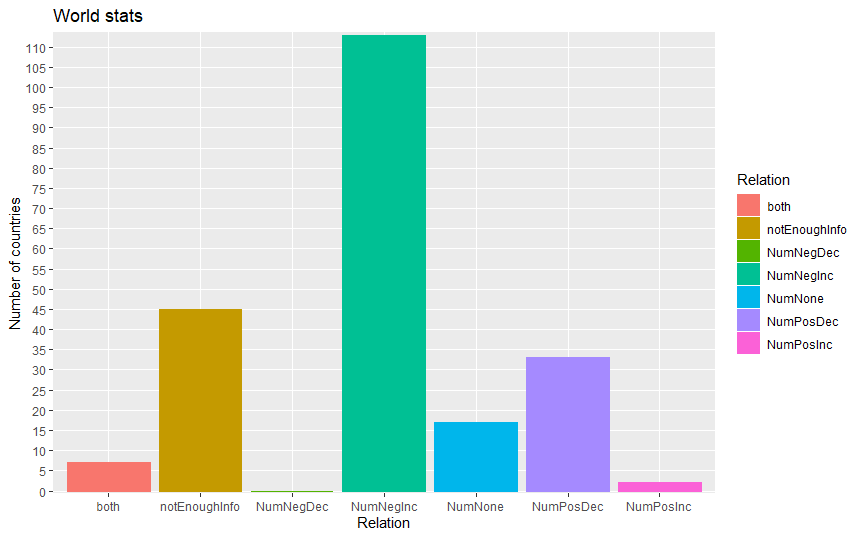 World stats
Number of countries
110
105
100
95
90
85
80
75
70
65
60
55
50
45
40
35
30
25
20
15
10
5
0
both notEnoughInfo NumNegDec NumNegInc NumNone NumPosDec NumPosInc
Relation
Relation
both
notEnoughInfo
NumNegDec
NumNegInc
NumNone
NumPosDec
NumPosInc